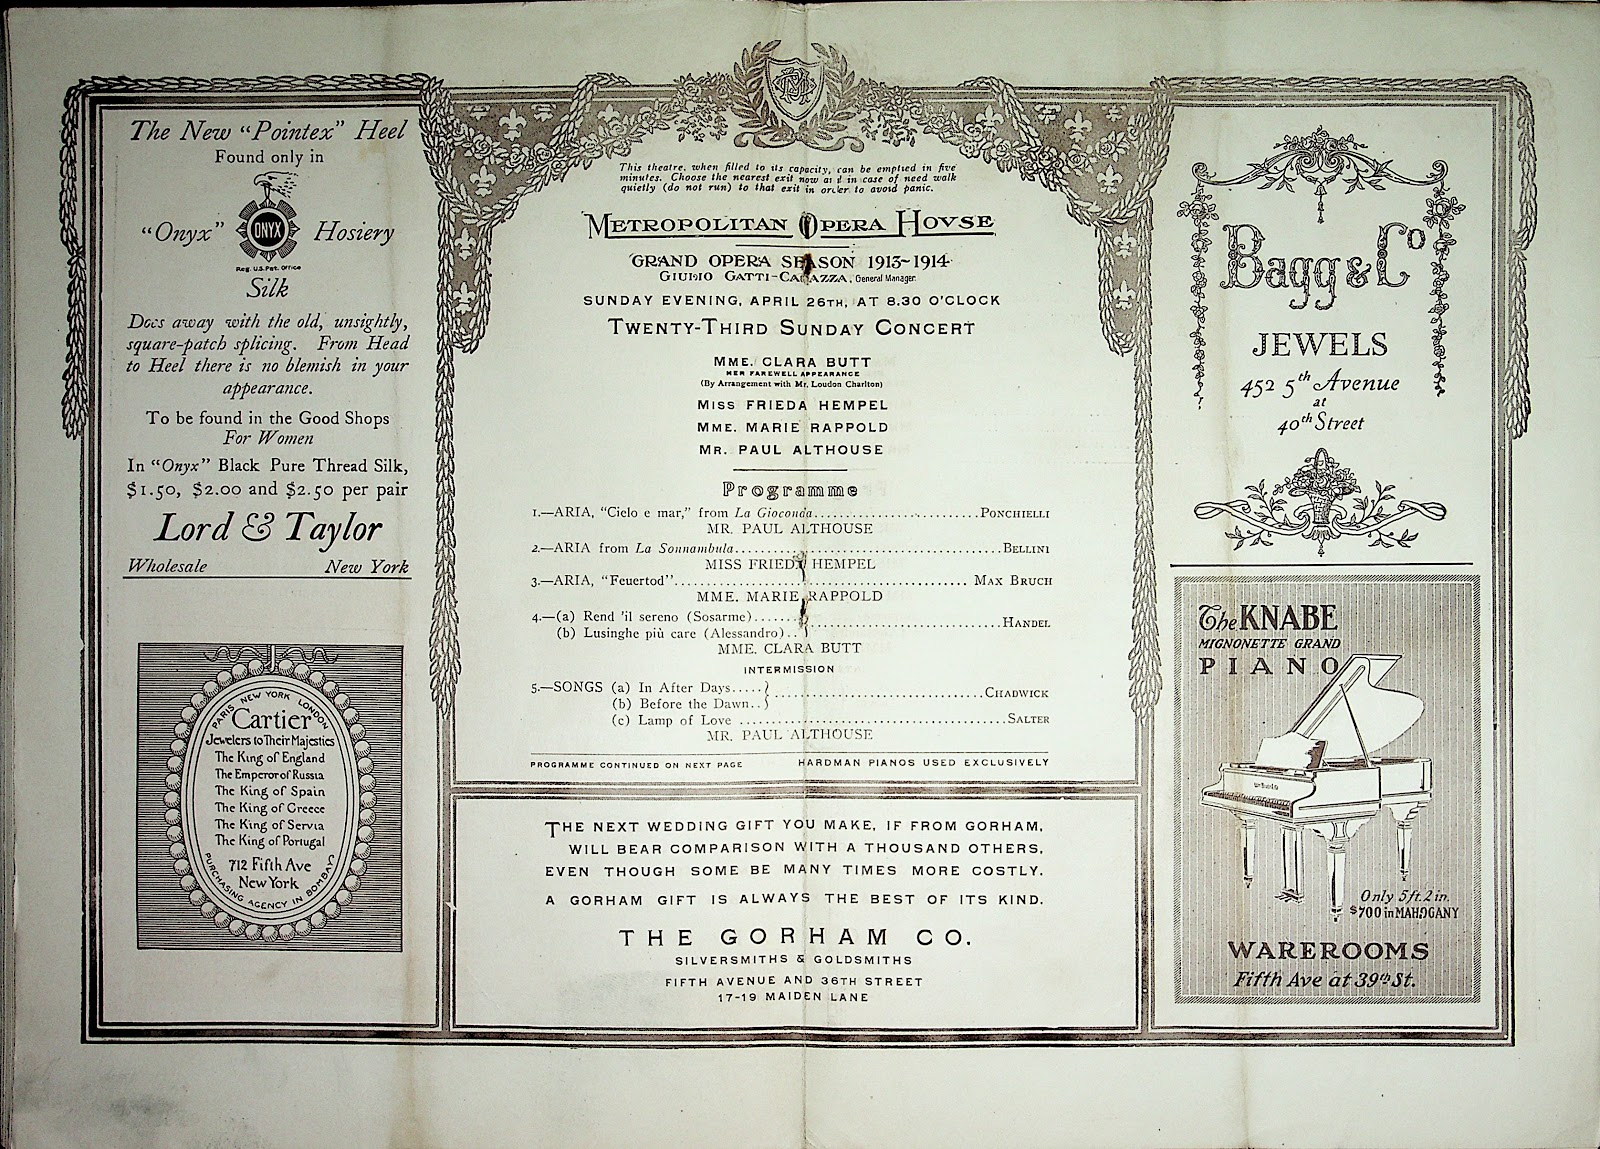 The New "Pointex" Heel
Found only in
"Onyx" ONYX Hosiery
Reg. U.S. Pat. Office
Silk
Does away with the old, unsightly,
square-patch splicing. From Head
to Heel there is no blemish in your
appearance.
To be found in the Good Shops
For Women
In "Onyx" Black Pure Thread Silk,
$1.50, $2.00 and $2.50 per pair
Lord & Taylor
Wholesale New York
PARIS NEW YORK LONDON
Cartier
Jewelers to Their Majesties
The King of England
The Emperor of Russia
The King of Spain
The King of Greece
The King of Servia
The King of Portugal
712 Fifth Ave
New York
PURCHASING AGENCY IN BOMBAY
This theatre, when filled to its capacity, can be emptied in five
minutes. Choose the nearest exit now and in case of need walk
quietly (do not run) to that exit in order to avoid panic.
METROPOLITAN OPERA HOVSE
GRAND OPERA SEASON 1913-1914
GIULIO GATTI-CASAZZA, General Manager.
SUNDAY EVENING, APRIL 26TH, AT 8.30 O'CLOCK
TWENTY-THIRD SUNDAY CONCERT
MME. CLARA BUTT
HER FAREWELL APPEARANCE
(By Arrangement with Mr. Loudon Charlton)
MISS FRIEDA HEMPEL
MME. MARIE RAPPOLD
MR. PAUL ALTHOUSE
Programme
1.—ARIA, "Cielo e mar," from La Gioconda.........................PONCHIELLI
MR. PAUL ALTHOUSE
2.—ARIA from La Sonnambula.........................BELLINI
MISS FRIEDA HEMPEL
3.—ARIA, "Feuertod"......................... MAX BRUCH
MME. MARIE RAPPOLD
4.—(a) Rend 'il sereno (Sosarme).........................HANDEL
(b) Lusinghe più care (Alessandro)..
MME. CLARA BUTT
INTERMISSION
5.—SONGS (a) In After Days.........................CHADWICK
(b) Before the Dawn..
(c) Lamp of Love .........................SALTER
MR. PAUL ALTHOUSE
PROGRAMME CONTINUED ON NEXT PAGE HARDMAN PIANOS USED EXCLUSIVELY
THE NEXT WEDDING GIFT YOU MAKE, IF FROM GORHAM,
WILL BEAR COMPARISON WITH A THOUSAND OTHERS,
EVEN THOUGH SOME BE MANY TIMES MORE COSTLY.
A GORHAM GIFT IS ALWAYS THE BEST OF ITS KIND.
THE GORHAM CO.
SILVERSMITHS & GOLDSMITHS
FIFTH AVENUE AND 36TH STREET
17-19 MAIDEN LANE
Bagg & Co
JEWELS
452 5th Avenue
at
40th Street
The KNABE
MIGNONETTE GRAND
PIANO
Only 5ft. 2 in.
$700 in MAHOGANY
WAREROOMS
Fifth Ave at 39th St.